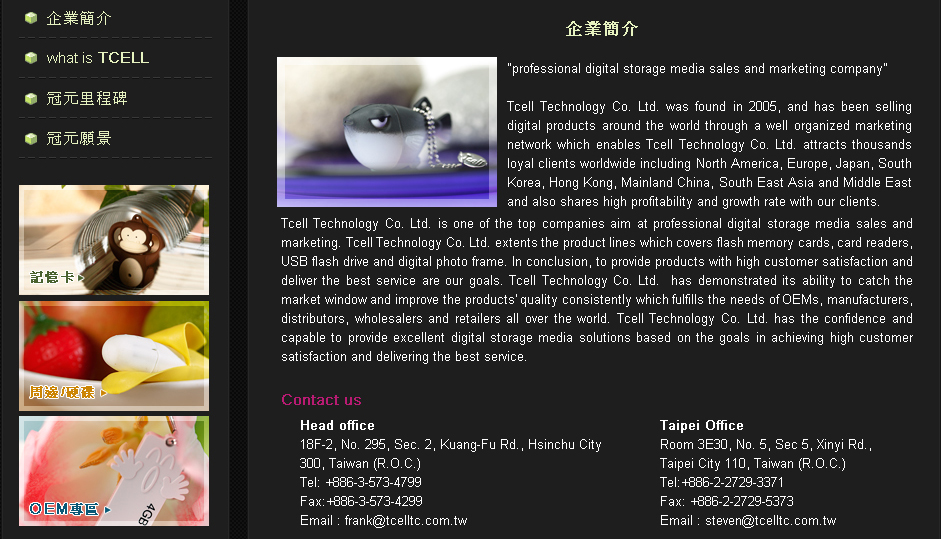 企業簡介
what is TCELL
冠元里程碑
冠元願景
記憶卡
周邊/硬碟
OEM專區
4GB
企業簡介
"professional digital storage media sales and marketing company"
Tcell Technology Co. Ltd. was found in 2005, and has been selling
digital products around the world through a well organized marketing
network which enables Tcell Technology Co. Ltd. attracts thousands
loyal clients worldwide including North America, Europe, Japan, South
Korea, Hong Kong, Mainland China, South East Asia and Middle East
and also shares high profitability and growth rate with our clients.
Tcell Technology Co. Ltd. is one of the top companies aim at professional digital storage media sales and
marketing. Tcell Technology Co. Ltd. extents the product lines which covers flash memory cards, card readers,
USB flash drive and digital photo frame. In conclusion, to provide products with high customer satisfaction and
deliver the best service are our goals. Tcell Technology Co. Ltd. has demonstrated its ability to catch the
market window and improve the products' quality consistently which fulfills the needs of OEMs, manufacturers,
distributors, wholesalers and retailers all over the world. Tcell Technology Co. Ltd. has the confidence and
capable to provide excellent digital storage media solutions based on the goals in achieving high customer
satisfaction and delivering the best service.
Contact us
Head office
18F-2, No. 295, Sec. 2, Kuang-Fu Rd., Hsinchu City
300, Taiwan (R.O.C.)
Tel: +886-3-573-4799
Fax:+886-3-573-4299
Email : frank@tcelltc.com.tw
Taipei Office
Room 3E30, No. 5, Sec 5, Xinyi Rd.,
Taipei City 110, Taiwan (R.O.C.)
Tel:+886-2-2729-3371
Fax: +886-2-2729-5373
Email : steven@tcelltc.com.tw